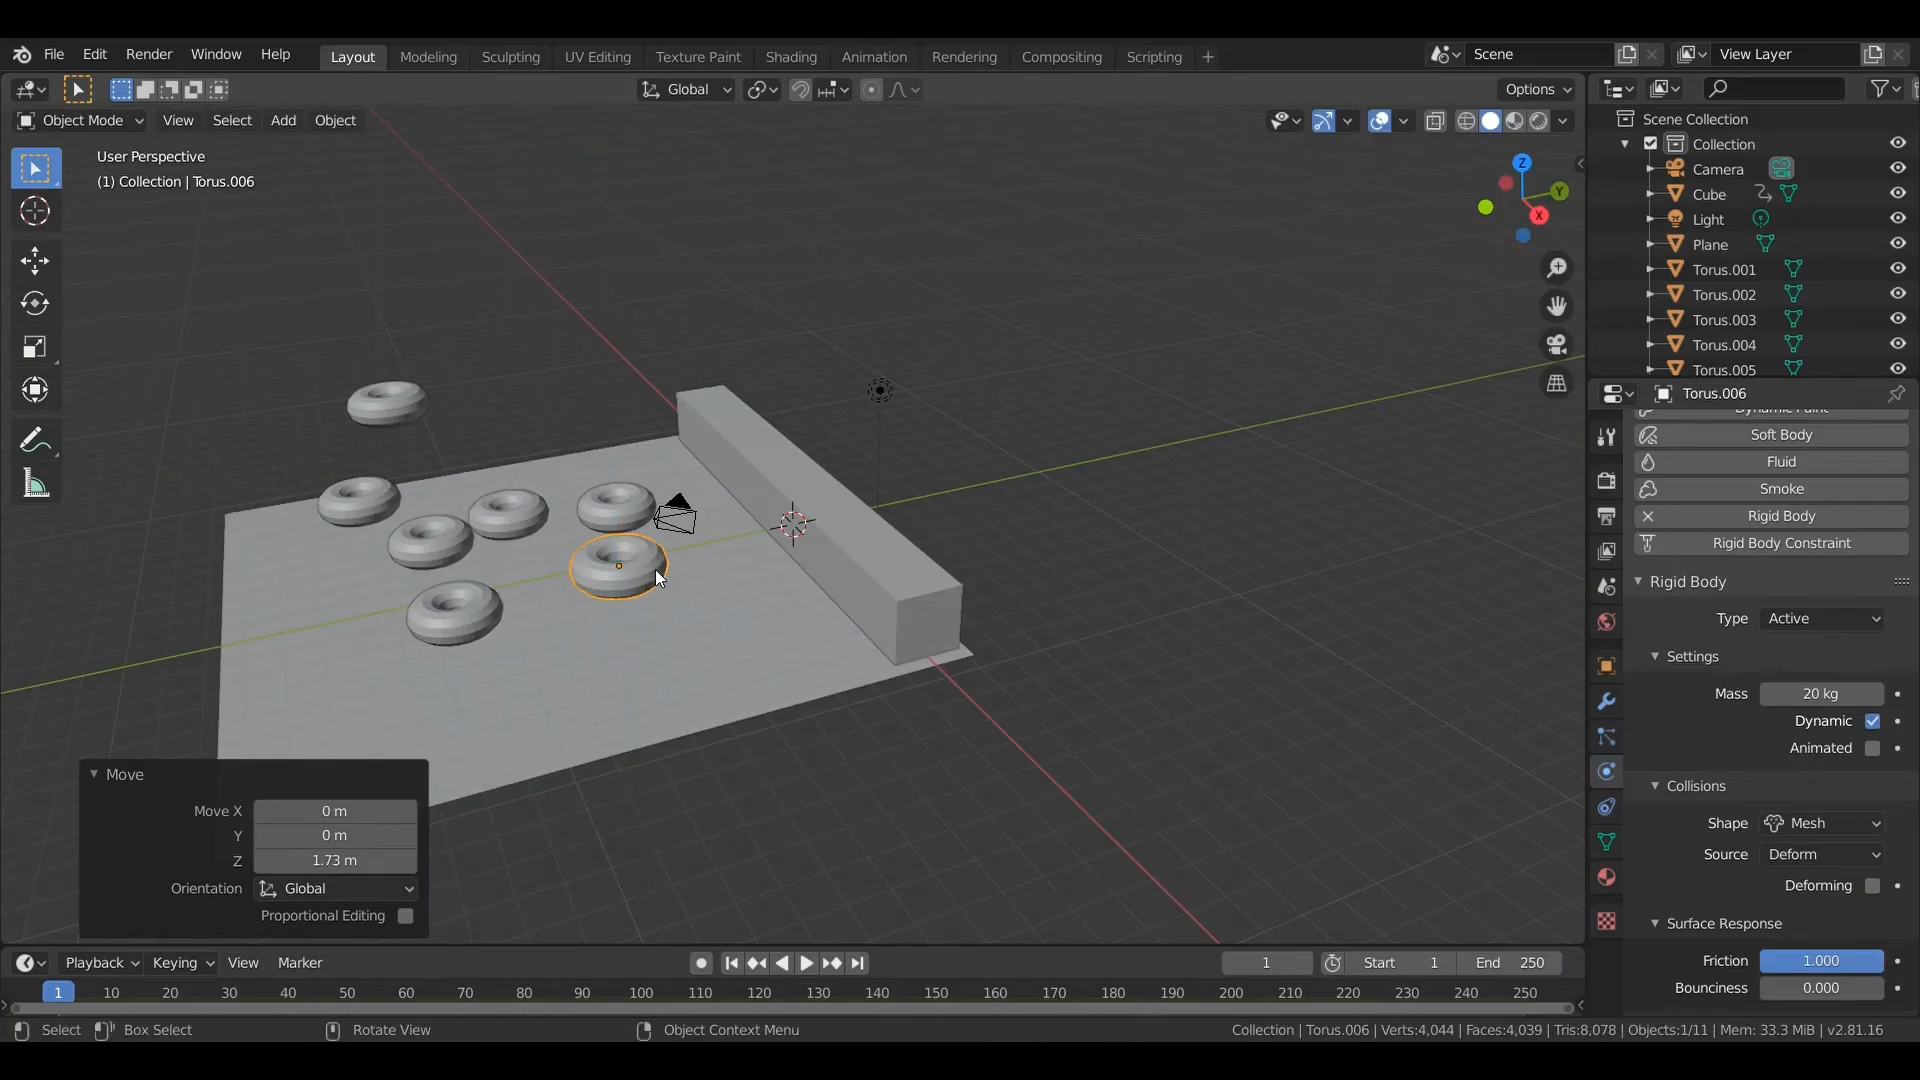 File Edit Render Window Help Layout Modeling Sculpting UV Editing Texture Paint Shading Animation Rendering Compositing Scripting + Scene View Layer
Global Options
Object Mode View Select Add Object
User Perspective
(1) Collection | Torus.006
Z
Y
X
Scene Collection
Collection
Camera
Cube
Light
Plane
Torus.001
Torus.002
Torus.003
Torus.004
Torus.005
Torus.006
Dynamic Paint
Soft Body
Fluid
Smoke
Rigid Body
Rigid Body Constraint
Rigid Body
Type Active
Settings
Mass 20 kg
Dynamic
Animated
Collisions
Shape Mesh
Source Deform
Deforming
Surface Response
Friction 1.000
Bounciness 0.000
Move
Move X 0 m
Y 0 m
Z 1.73 m
Orientation Global
Proportional Editing
Playback Keying View Marker 1 Start 1 End 250
1 10 20 30 40 50 60 70 80 90 100 110 120 130 140 150 160 170 180 190 200 210 220 230 240 250
Select Box Select Rotate View Object Context Menu Collection | Torus.006 | Verts:4,044 | Faces:4,039 | Tris:8,078 | Objects:1/11 | Mem: 33.3 MiB | v2.81.16